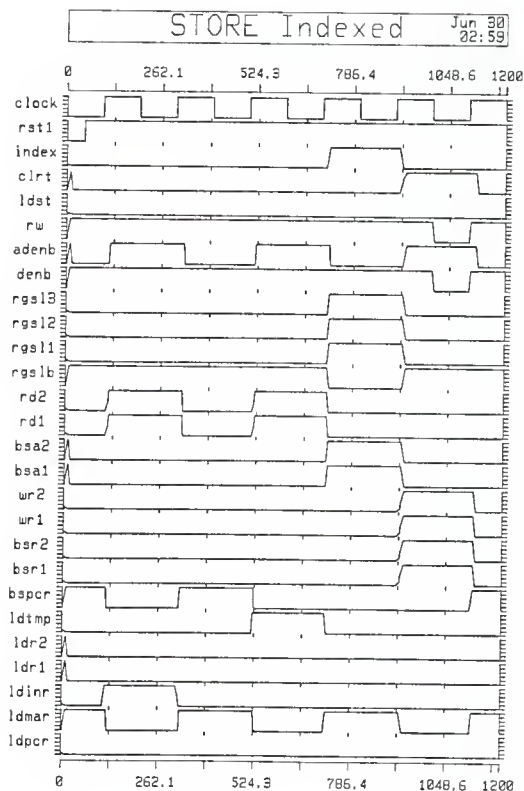 STORE Indexed
Jun 30
02:59
0 262.1 524.3 786.4 1048.6 1200
clock
rst1
index
clrt
ldst
rw
adenb
denb
rgsl3
rgsl2
rgsl1
rgslb
rd2
rd1
bsa2
bsa1
wr2
wr1
bsr2
bsr1
bspcr
ldtmp
ldr2
ldr1
ldinr
ldmar
ldpcr
0 262.1 524.3 786.4 1048.6 1200